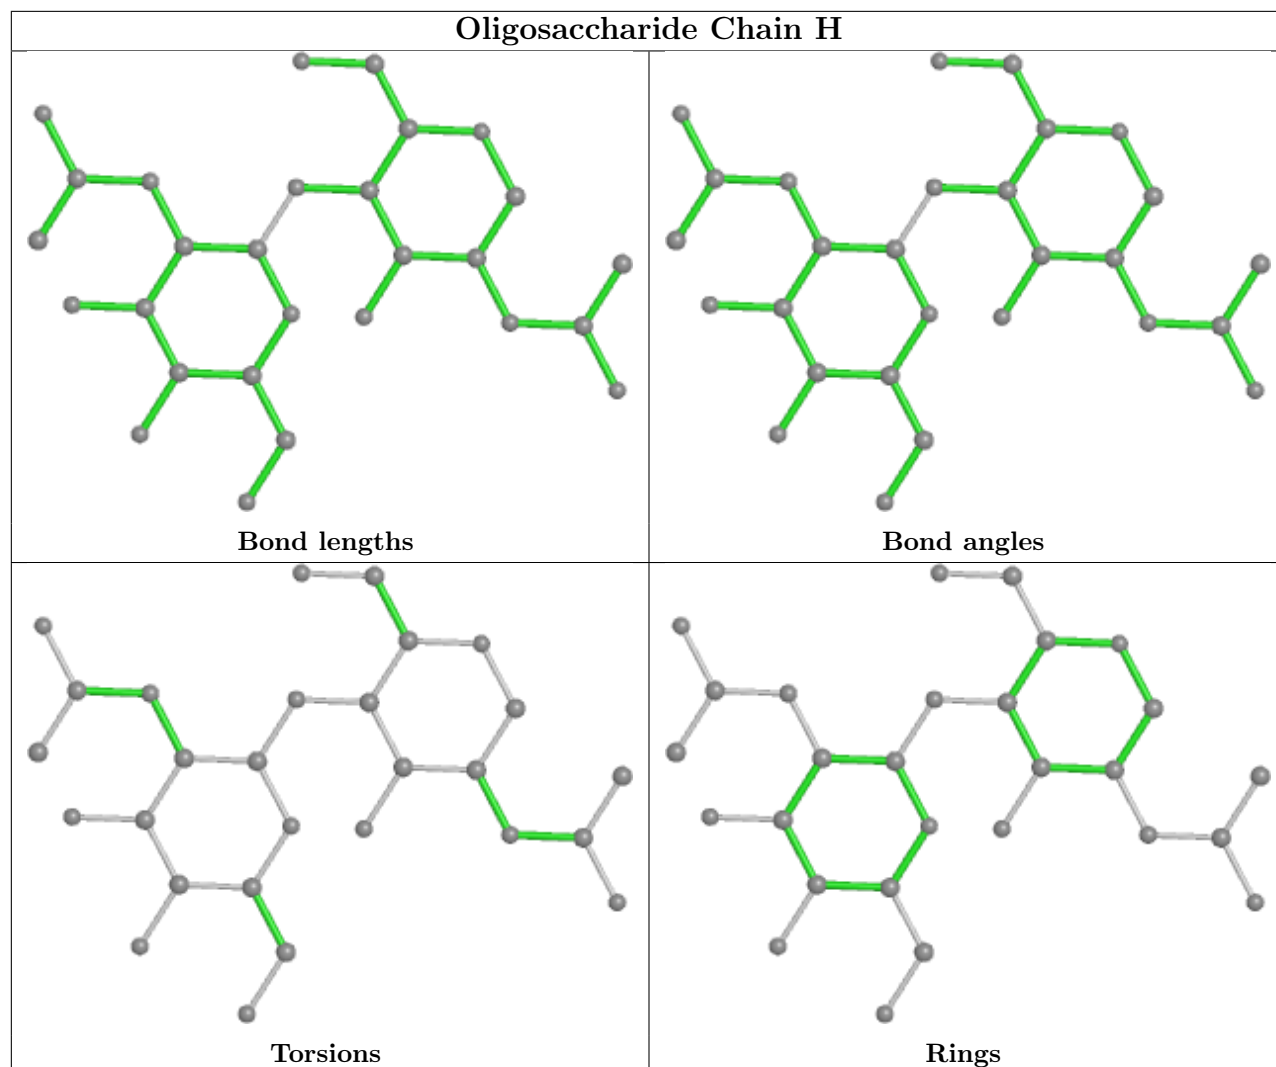 Oligosaccharide Chain H
Bond lengths
Bond angles
Torsions
Rings